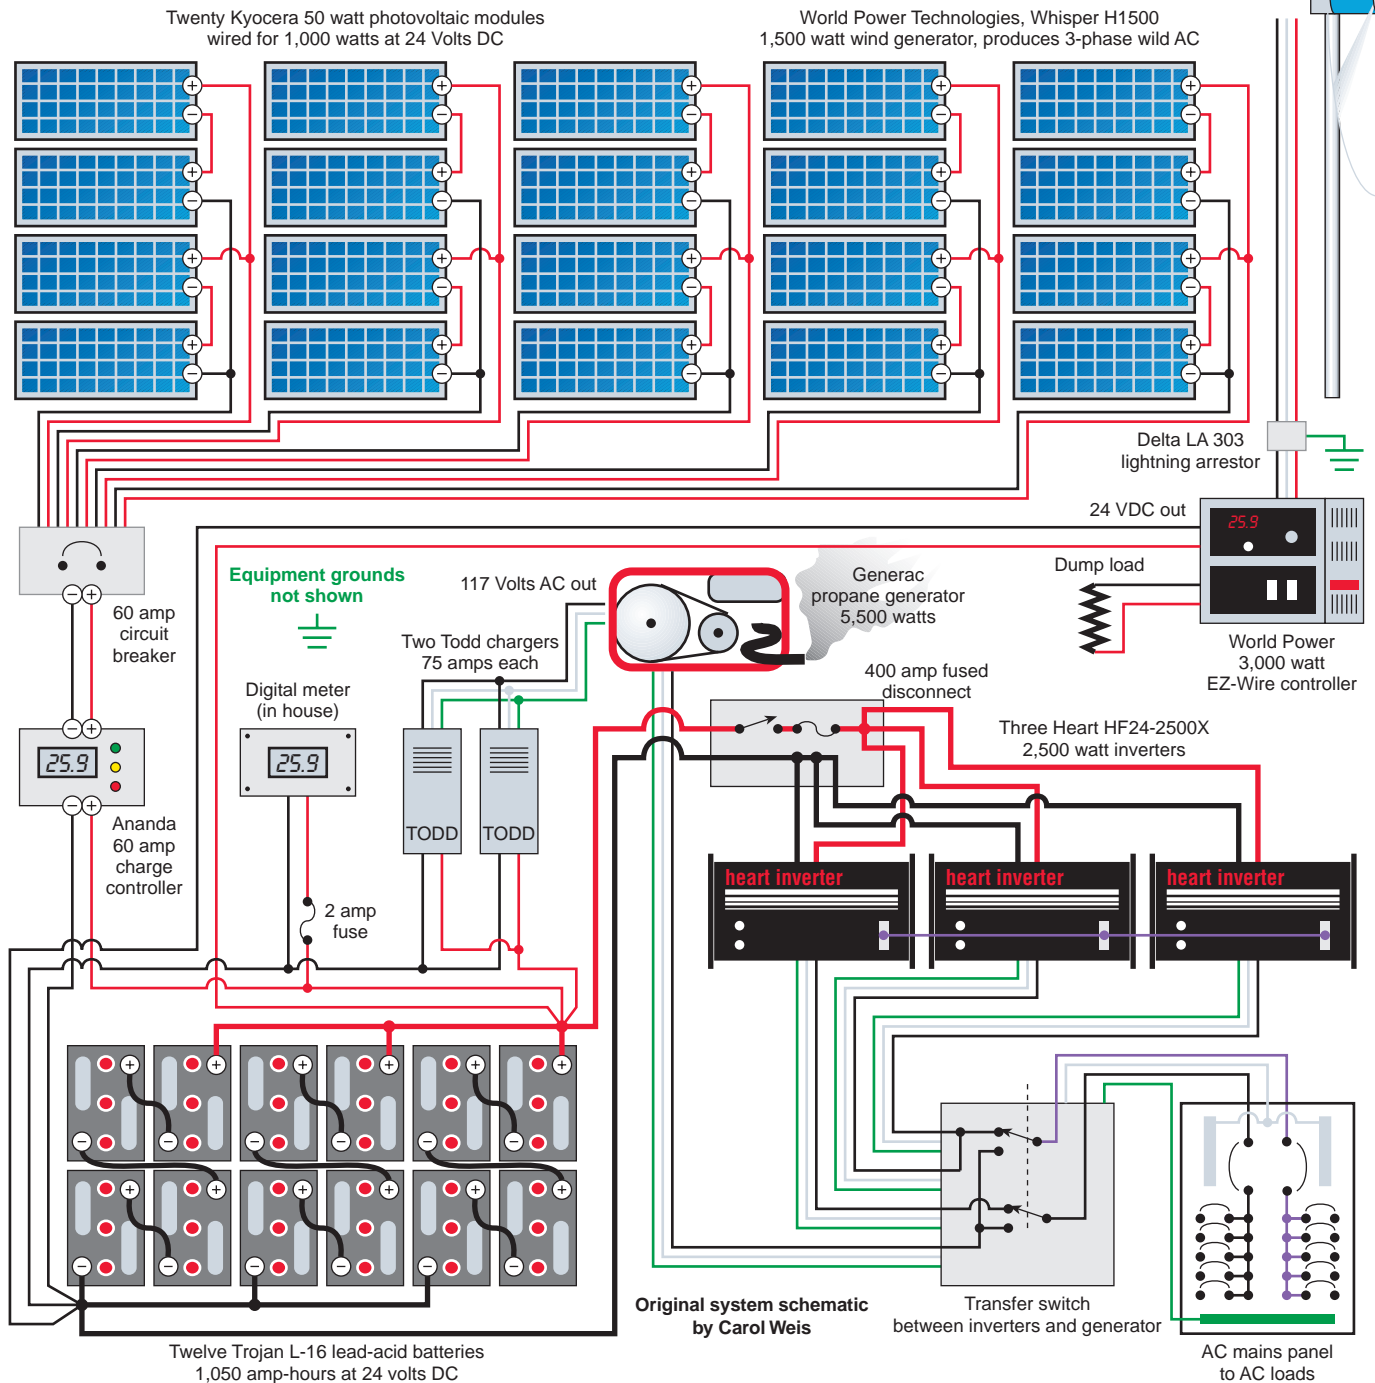 Twenty Kyocera 50 watt photovoltaic modules
wired for 1,000 watts at 24 Volts DC
World Power Technologies, Whisper H1500
1,500 watt wind generator, produces 3-phase wild AC
Delta LA 303
lightning arrestor
24 VDC out
25.9
Equipment grounds
not shown
117 Volts AC out
Generac
propane generator
5,500 watts
Dump load
60 amp
circuit
breaker
Two Todd chargers
75 amps each
World Power
3,000 watt
EZ-Wire controller
400 amp fused
disconnect
Digital meter
(in house)
Three Heart HF24-2500X
2,500 watt inverters
25.9
25.9
TODD
TODD
Ananda
60 amp
charge
controller
heart inverter
heart inverter
heart inverter
2 amp
fuse
Original system schematic
by Carol Weis
Transfer switch
between inverters and generator
AC mains panel
to AC loads
Twelve Trojan L-16 lead-acid batteries
1,050 amp-hours at 24 volts DC